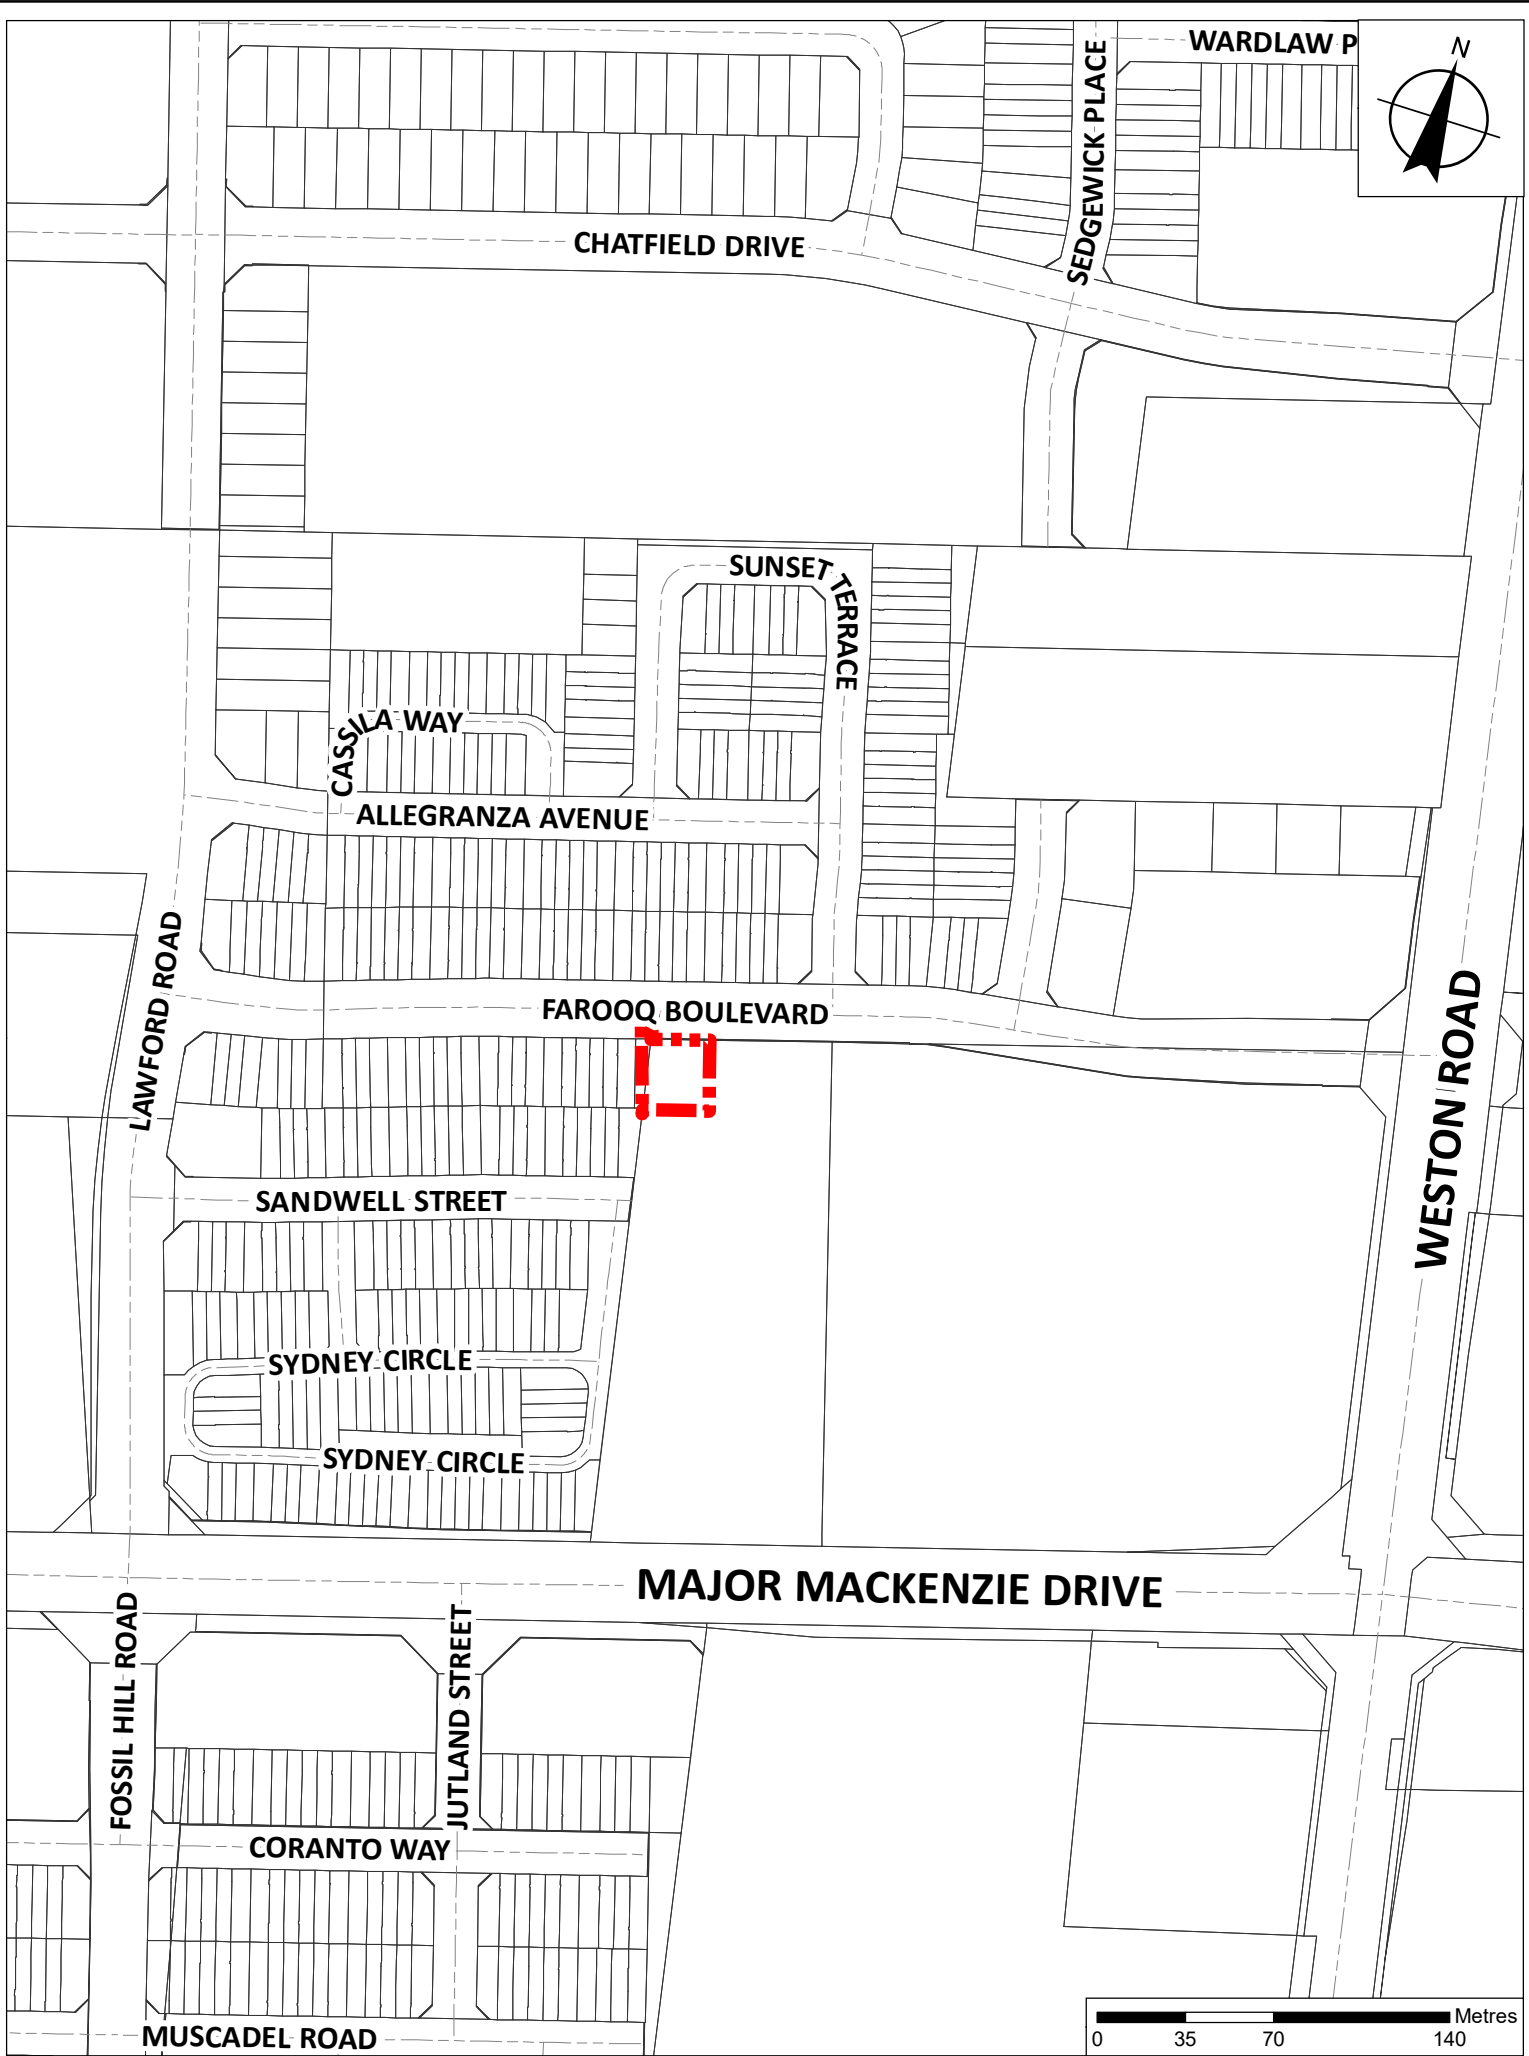 WARDLAW P
N
SEDGEWICK PLACE
CHATFIELD DRIVE
SUNSET TERRACE
CASSILA WAY
ALLEGRANZA AVENUE
LAWFORD ROAD
FAROOQ BOULEVARD
WESTON ROAD
SANDWELL STREET
SYDNEY CIRCLE
SYDNEY CIRCLE
MAJOR MACKENZIE DRIVE
FOSSIL HILL ROAD
JUTLAND STREET
CORANTO WAY
MUSCADEL ROAD
Metres
0 35 70 140